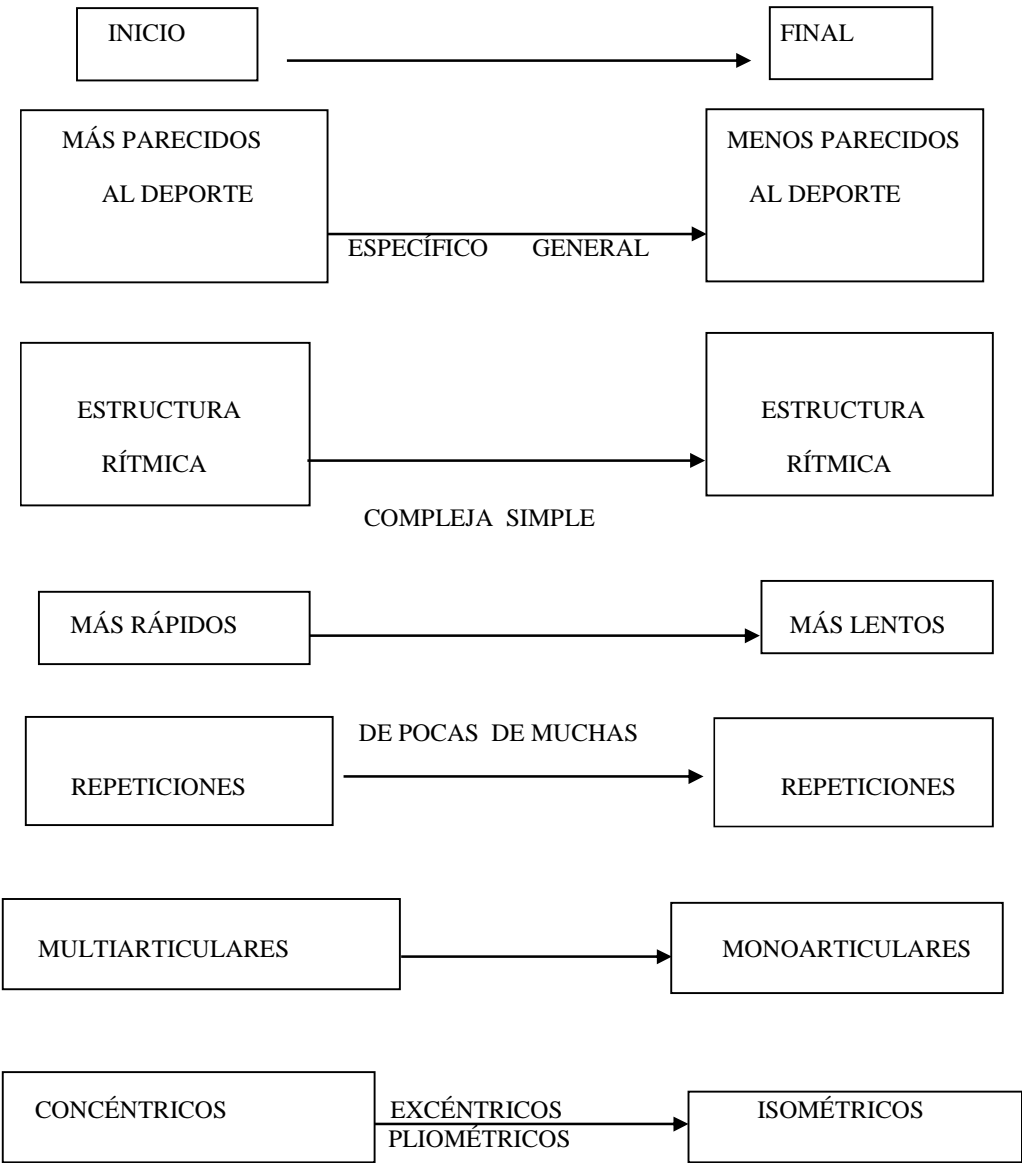 INICIO
FINAL
MÁS PARECIDOS
AL DEPORTE
MENOS PARECIDOS
AL DEPORTE
ESPECÍFICO GENERAL
ESTRUCTURA
RÍTMICA
ESTRUCTURA
RÍTMICA
COMPLEJA SIMPLE
MÁS RÁPIDOS
MÁS LENTOS
DE POCAS DE MUCHAS
REPETICIONES
REPETICIONES
MULTIARTICULARES
MONOARTICULARES
CONCÉNTRICOS
EXCÉNTRICOS
PLIOMÉTRICOS
ISOMÉTRICOS